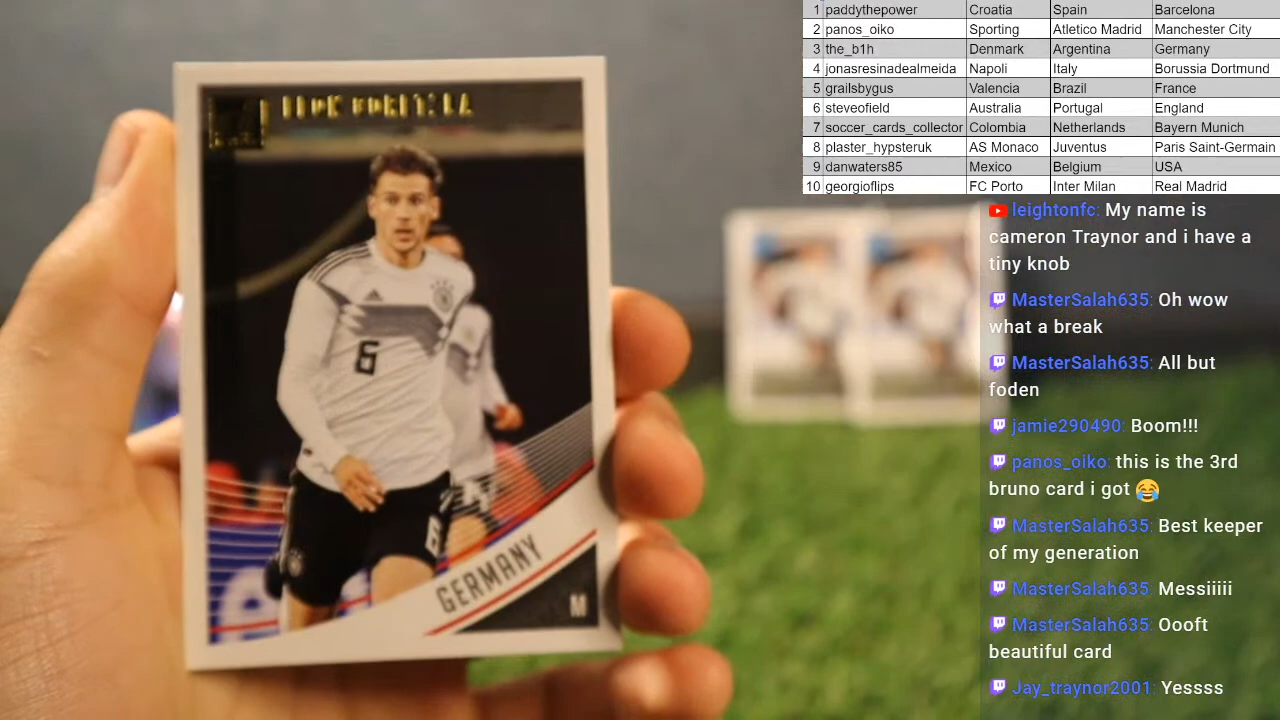 1 paddythepower Croatia Spain Barcelona
2 panos_oiko Sporting Atletico Madrid Manchester City
3 the_b1h Denmark Argentina Germany
4 jonasresinadealmeida Napoli Italy Borussia Dortmund
5 grailsbygus Valencia Brazil France
6 steveofield Australia Portugal England
7 soccer_cards_collector Colombia Netherlands Bayern Munich
8 plaster_hypsteruk AS Monaco Juventus Paris Saint-Germain
9 danwaters85 Mexico Belgium USA
10 georgioflips FC Porto Inter Milan Real Madrid
leightonfc: My name is
cameron Traynor and i have a
tiny knob
MasterSalah635: Oh wow
what a break
MasterSalah635: All but
foden
jamie290490: Boom!!!
panos_oiko: this is the 3rd
bruno card i got 😂
MasterSalah635: Best keeper
of my generation
MasterSalah635: Messiiiii
MasterSalah635: Oooft
beautiful card
Jay_traynor2001: Yessss
6
6
GERMANY
M